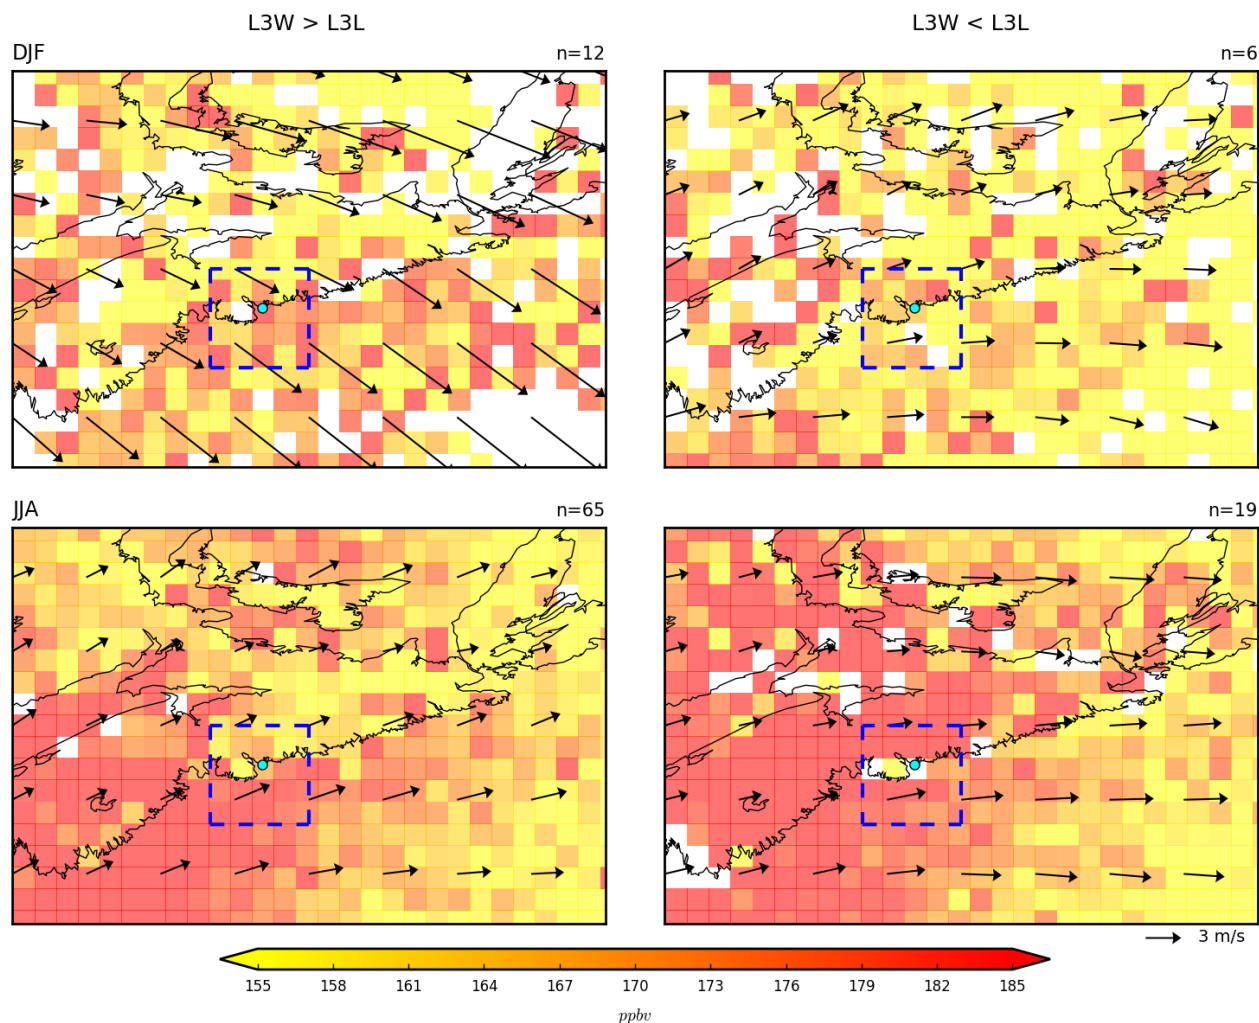 L3W > L3L
L3W < L3L
DJF
n=12
n=6
JJA
n=65
n=19
3 m/s
155 158 161 164 167 170 173 176 179 182 185
ppbv